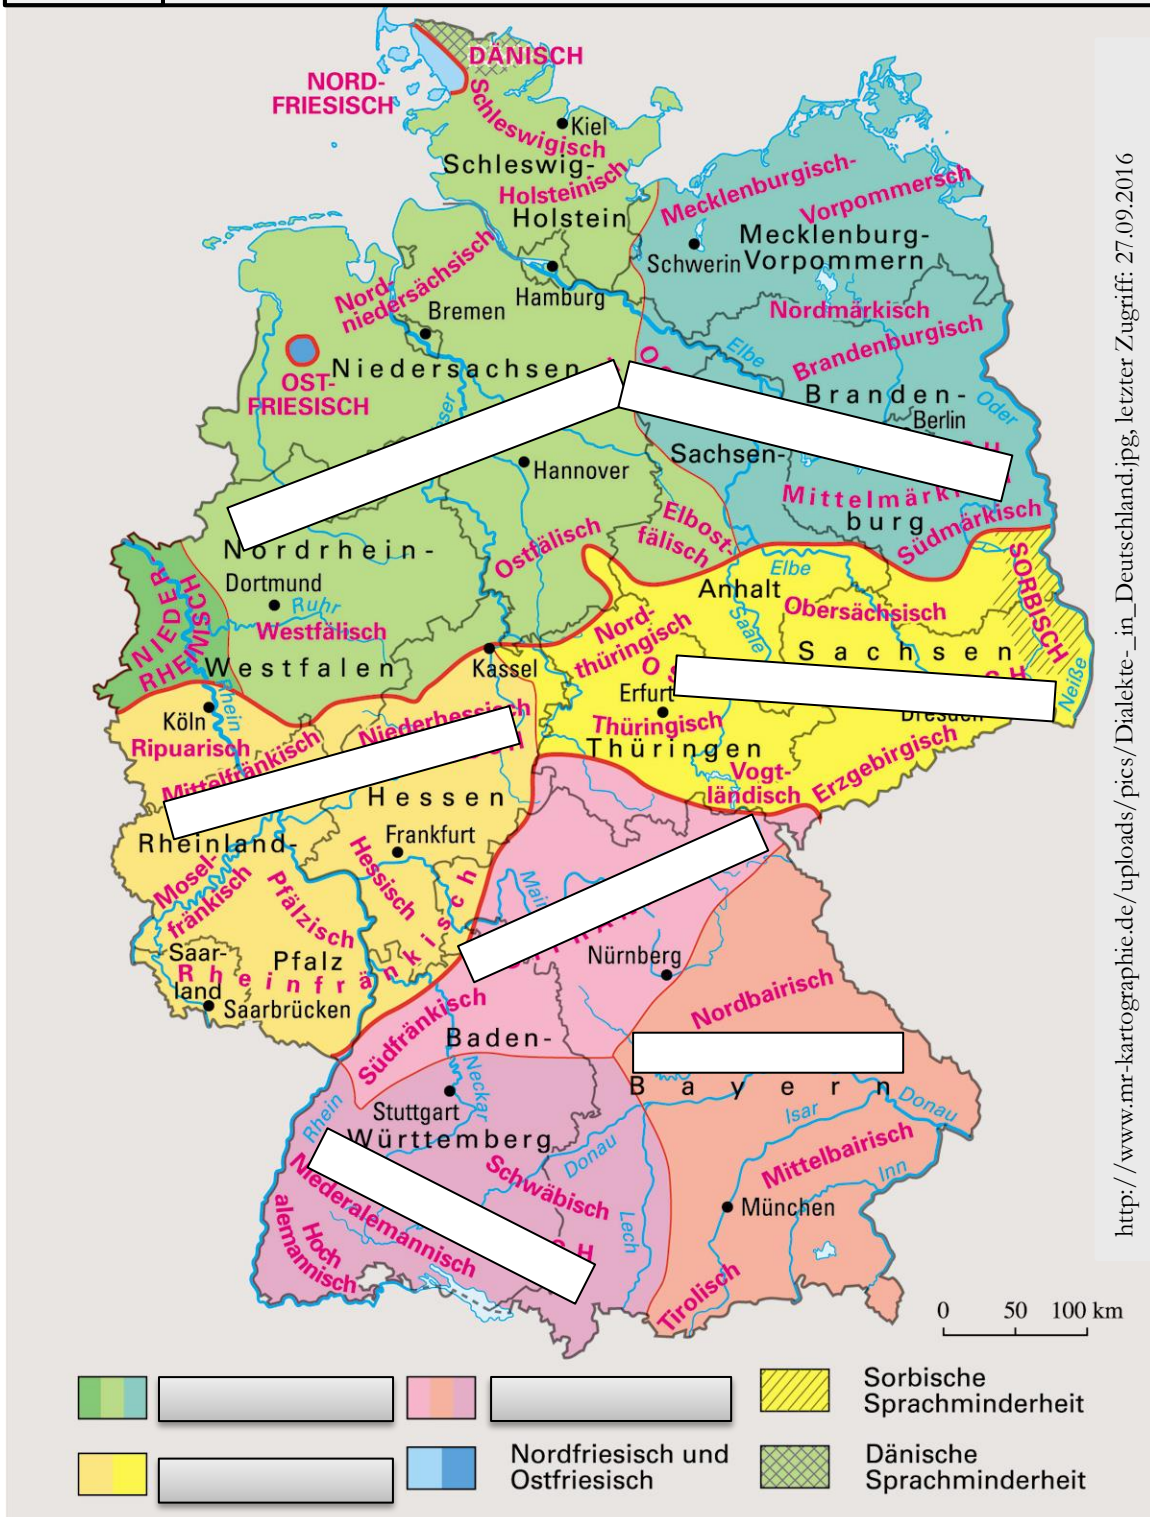 DÄNISCH
NORD-
FRIESISCH
Schleswigisch
Kiel
Schleswig-
Holsteinisch
Holstein
Mecklenburgisch-
Vorpommersch
Mecklenburg-
Vorpommern
Schwerin
Hamburg
Nord-
niedersächsisch
Bremen
Nordmärkisch
Elbe
Brandenburgisch
Niedersachsen
OST-
FRIESISCH
Branden-
Berlin
Oder
Hannover
Sachsen-
Mittelmärk
burg
Südmärkisch
Elbost-
fälisch
Ostfälisch
Nordrhein-
Dortmund
Ruhr
Westfälisch
Westfalen
NIEDER
RHEINISCH
Rhein
Kassel
Anhalt
Elbe
Saale
Obersächsisch
SORBISCH
Sachsen
Neiße
Nord-
thüringisch
Erfurt
Dresden
Thüringisch
Thüringen
Vogt-
ländisch
Erzgebirgisch
Köln
Ripuarisch
Mittelfränkisch
Niederhessisch
Hessen
Rheinland-
Frankfurt
Hessisch
Mosel-
fränkisch
Pfälzisch
Saar-
land
Pfalz
Rheinfränkisch
Saarbrücken
Main
Nürnberg
Nordbairisch
Südfränkisch
Baden-
Neckar
Bayern
Stuttgart
Rhein
Württemberg
Donau
Isar
Donau
Mittelbairisch
Inn
Schwäbisch
Niederalemannisch
Hoch
alemannisch
Lech
München
Tirolisch
0 50 100 km
Sorbische
Sprachminderheit
Nordfriesisch und
Ostfriesisch
Dänische
Sprachminderheit
http://www.mr-kartographie.de/uploads/pics/Dialekte-_in_Deutschland.jpg, letzter Zugriff: 27.09.2016